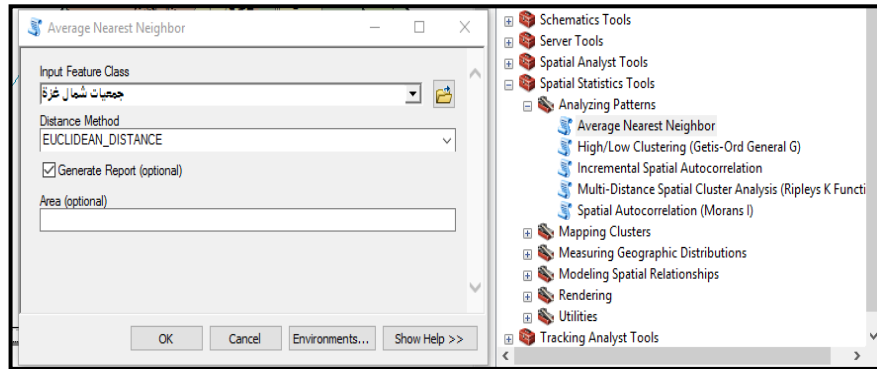 Average Nearest Neighbor
Input Feature Class
جمعيات شمال غزة
Distance Method
EUCLIDEAN_DISTANCE
Generate Report (optional)
Area (optional)
OK
Cancel
Environments...
Show Help >>
Schematics Tools
Server Tools
Spatial Analyst Tools
Spatial Statistics Tools
Analyzing Patterns
Average Nearest Neighbor
High/Low Clustering (Getis-Ord General G)
Incremental Spatial Autocorrelation
Multi-Distance Spatial Cluster Analysis (Ripleys K Functi
Spatial Autocorrelation (Morans I)
Mapping Clusters
Measuring Geographic Distributions
Modeling Spatial Relationships
Rendering
Utilities
Tracking Analyst Tools